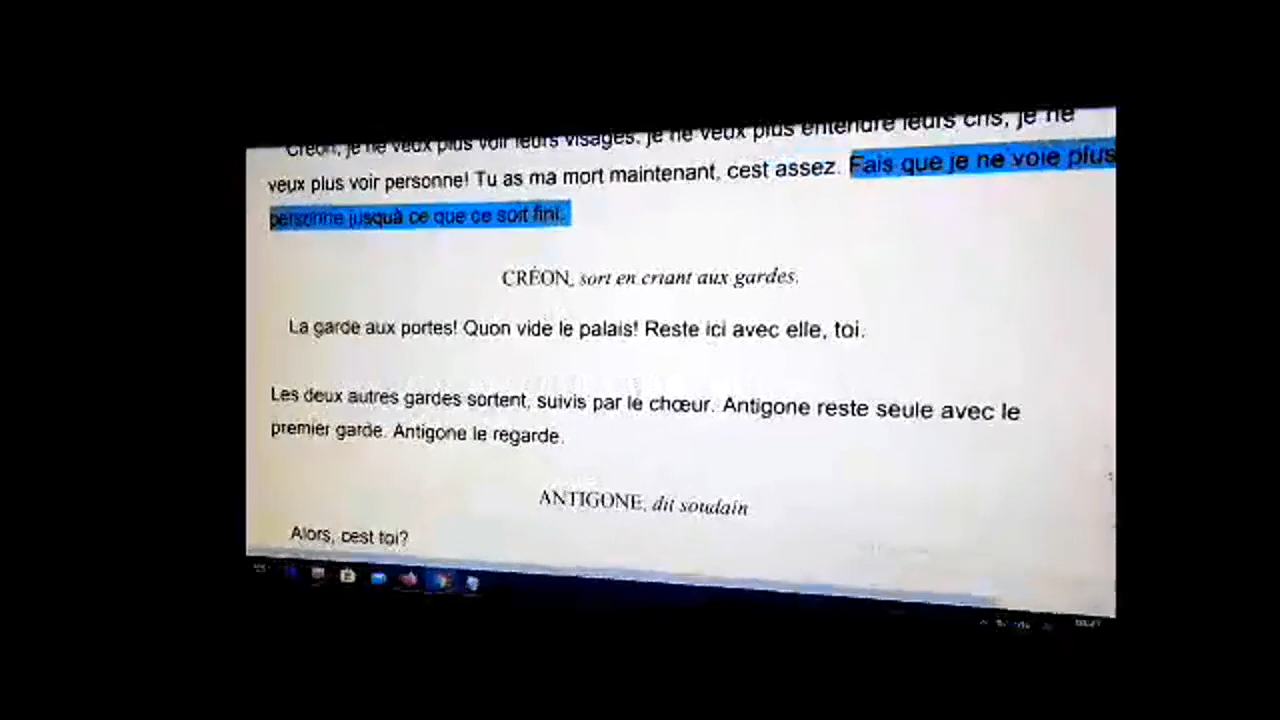 Créon, je ne veux plus voir leurs visages, je ne veux plus entendre leurs cris, je ne
veux plus voir personne! Tu as ma mort maintenant, cest assez. Fais que je ne voie plus
personne jusquà ce que ce soit fini.
CRÉON, sort en criant aux gardes.
La garde aux portes! Quon vide le palais! Reste ici avec elle, toi.
Les deux autres gardes sortent, suivis par le chœur. Antigone reste seule avec le
premier garde. Antigone le regarde.
ANTIGONE, dit soudain
Alors, cest toi?